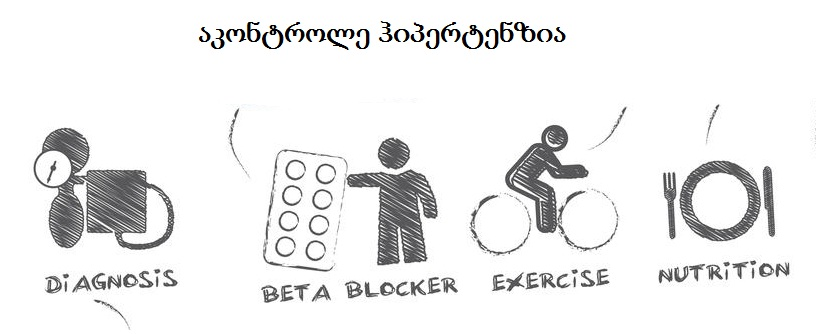 აკონტროლე ჰიპერტენზია
DiAGNOSiS
BETA BLOCKER
EXERCISE
NUTRiTiON